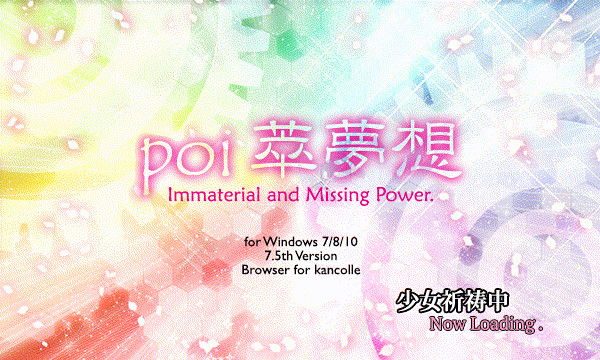 poi 萃夢想
Immaterial and Missing Power.
for Windows 7/8/10
7.5th Version
Browser for kancolle
少女祈祷中
Now Loading .